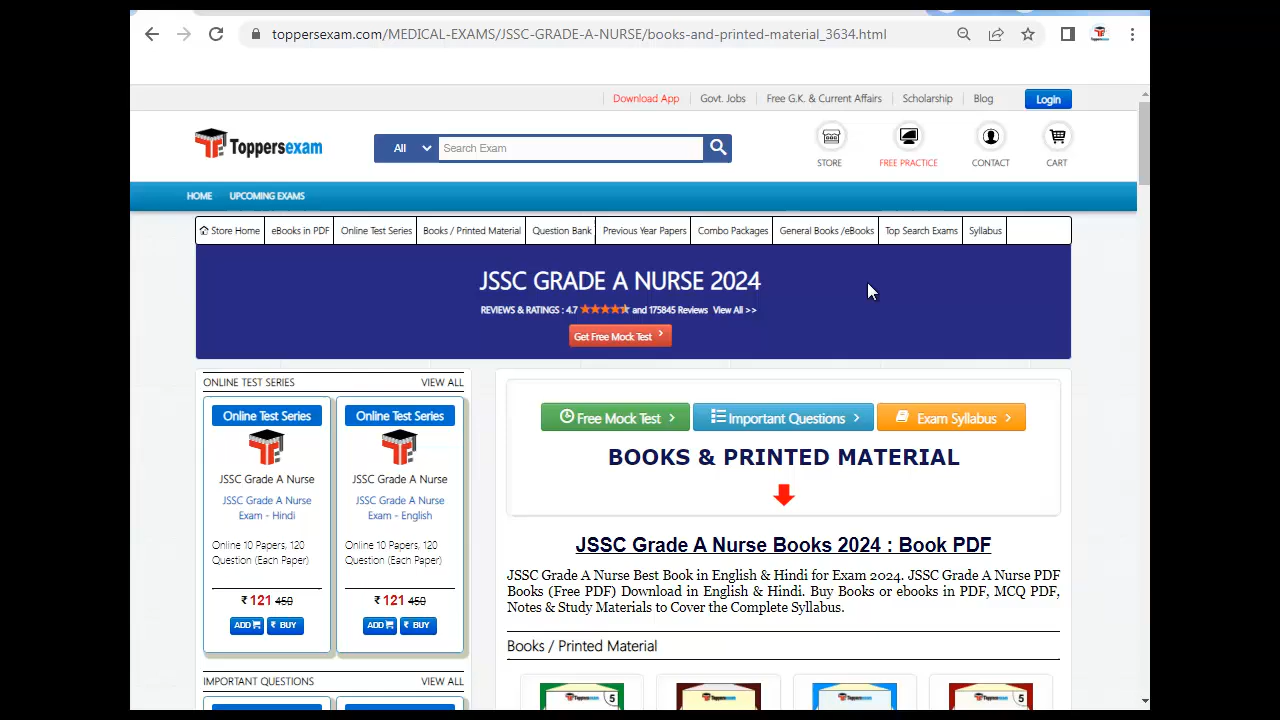 toppersexam.com/MEDICAL-EXAMS/JSSC-GRADE-A-NURSE/books-and-printed-material_3634.html
Download App Govt. Jobs Free G.K. & Current Affairs Scholarship Blog Login
Toppersexam
All Search Exam
STORE FREE PRACTICE CONTACT CART
HOME UPCOMING EXAMS
Store Home eBooks in PDF Online Test Series Books / Printed Material Question Bank Previous Year Papers Combo Packages General Books /eBooks Top Search Exams Syllabus
JSSC GRADE A NURSE 2024
REVIEWS & RATINGS : 4.7 and 175845 Reviews View All >>
Get Free Mock Test
ONLINE TEST SERIES VIEW ALL
Online Test Series
JSSC Grade A Nurse
JSSC Grade A Nurse
Exam - Hindi
Online 10 Papers, 120
Question (Each Paper)
₹ 121 450
ADD ₹ BUY
Online Test Series
JSSC Grade A Nurse
JSSC Grade A Nurse
Exam - English
Online 10 Papers, 120
Question (Each Paper)
₹ 121 450
ADD ₹ BUY
IMPORTANT QUESTIONS VIEW ALL
Free Mock Test Important Questions Exam Syllabus
BOOKS & PRINTED MATERIAL
JSSC Grade A Nurse Books 2024 : Book PDF
JSSC Grade A Nurse Best Book in English & Hindi for Exam 2024. JSSC Grade A Nurse PDF
Books (Free PDF) Download in English & Hindi. Buy Books or ebooks in PDF, MCQ PDF,
Notes & Study Materials to Cover the Complete Syllabus.
Books / Printed Material
Toppersexam 5
Toppersexam
Toppersexam
Toppersexam 5